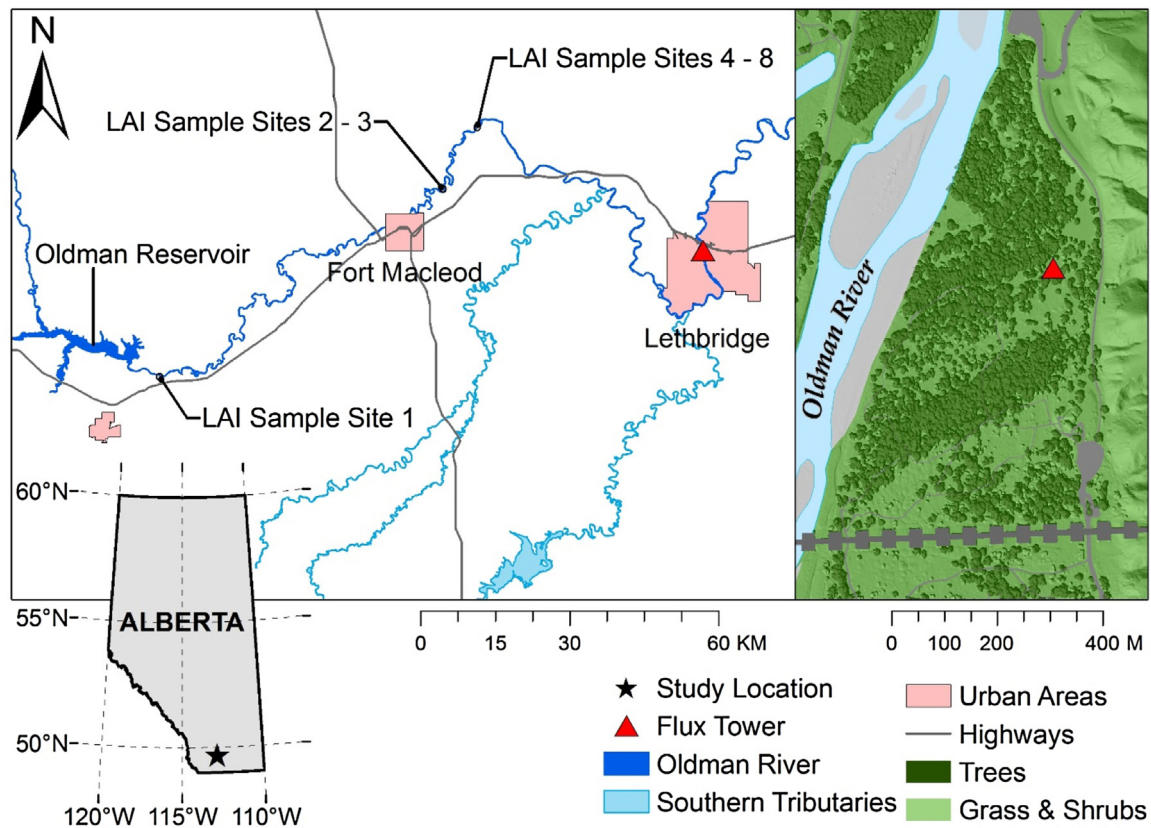 N
LAI Sample Sites 4 - 8
LAI Sample Sites 2 - 3
Oldman Reservoir
Fort Macleod
Lethbridge
LAI Sample Site 1
Oldman River
60°N
55°N
50°N
ALBERTA
120°W 115°W 110°W
0 15 30 60 KM
0 100 200 400 M
Study Location
Flux Tower
Oldman River
Southern Tributaries
Urban Areas
Highways
Trees
Grass & Shrubs